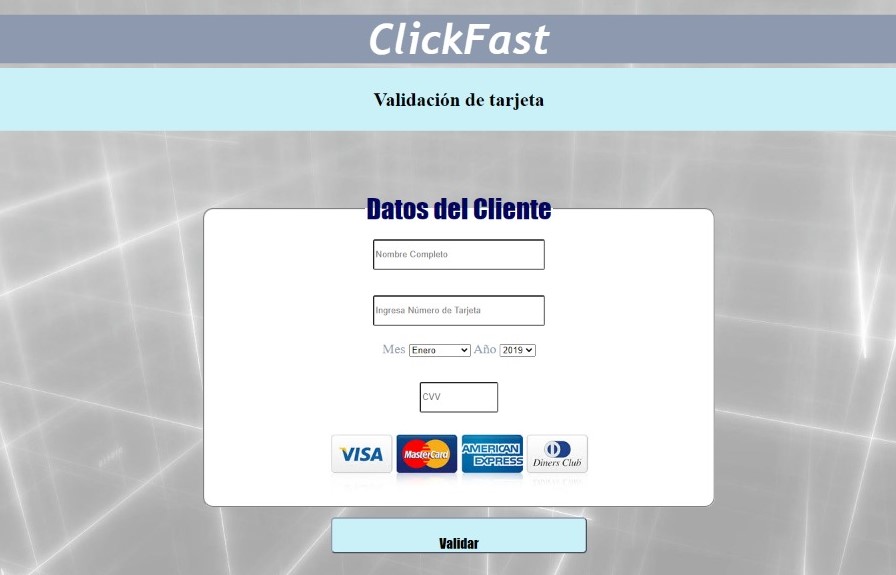 ClickFast
Validación de tarjeta
Datos del Cliente
Nombre Completo
Ingresa Número de Tarjeta
Mes Enero Año 2019
CVV
VISA MasterCard AMERICAN EXPRESS Diners Club
Validar